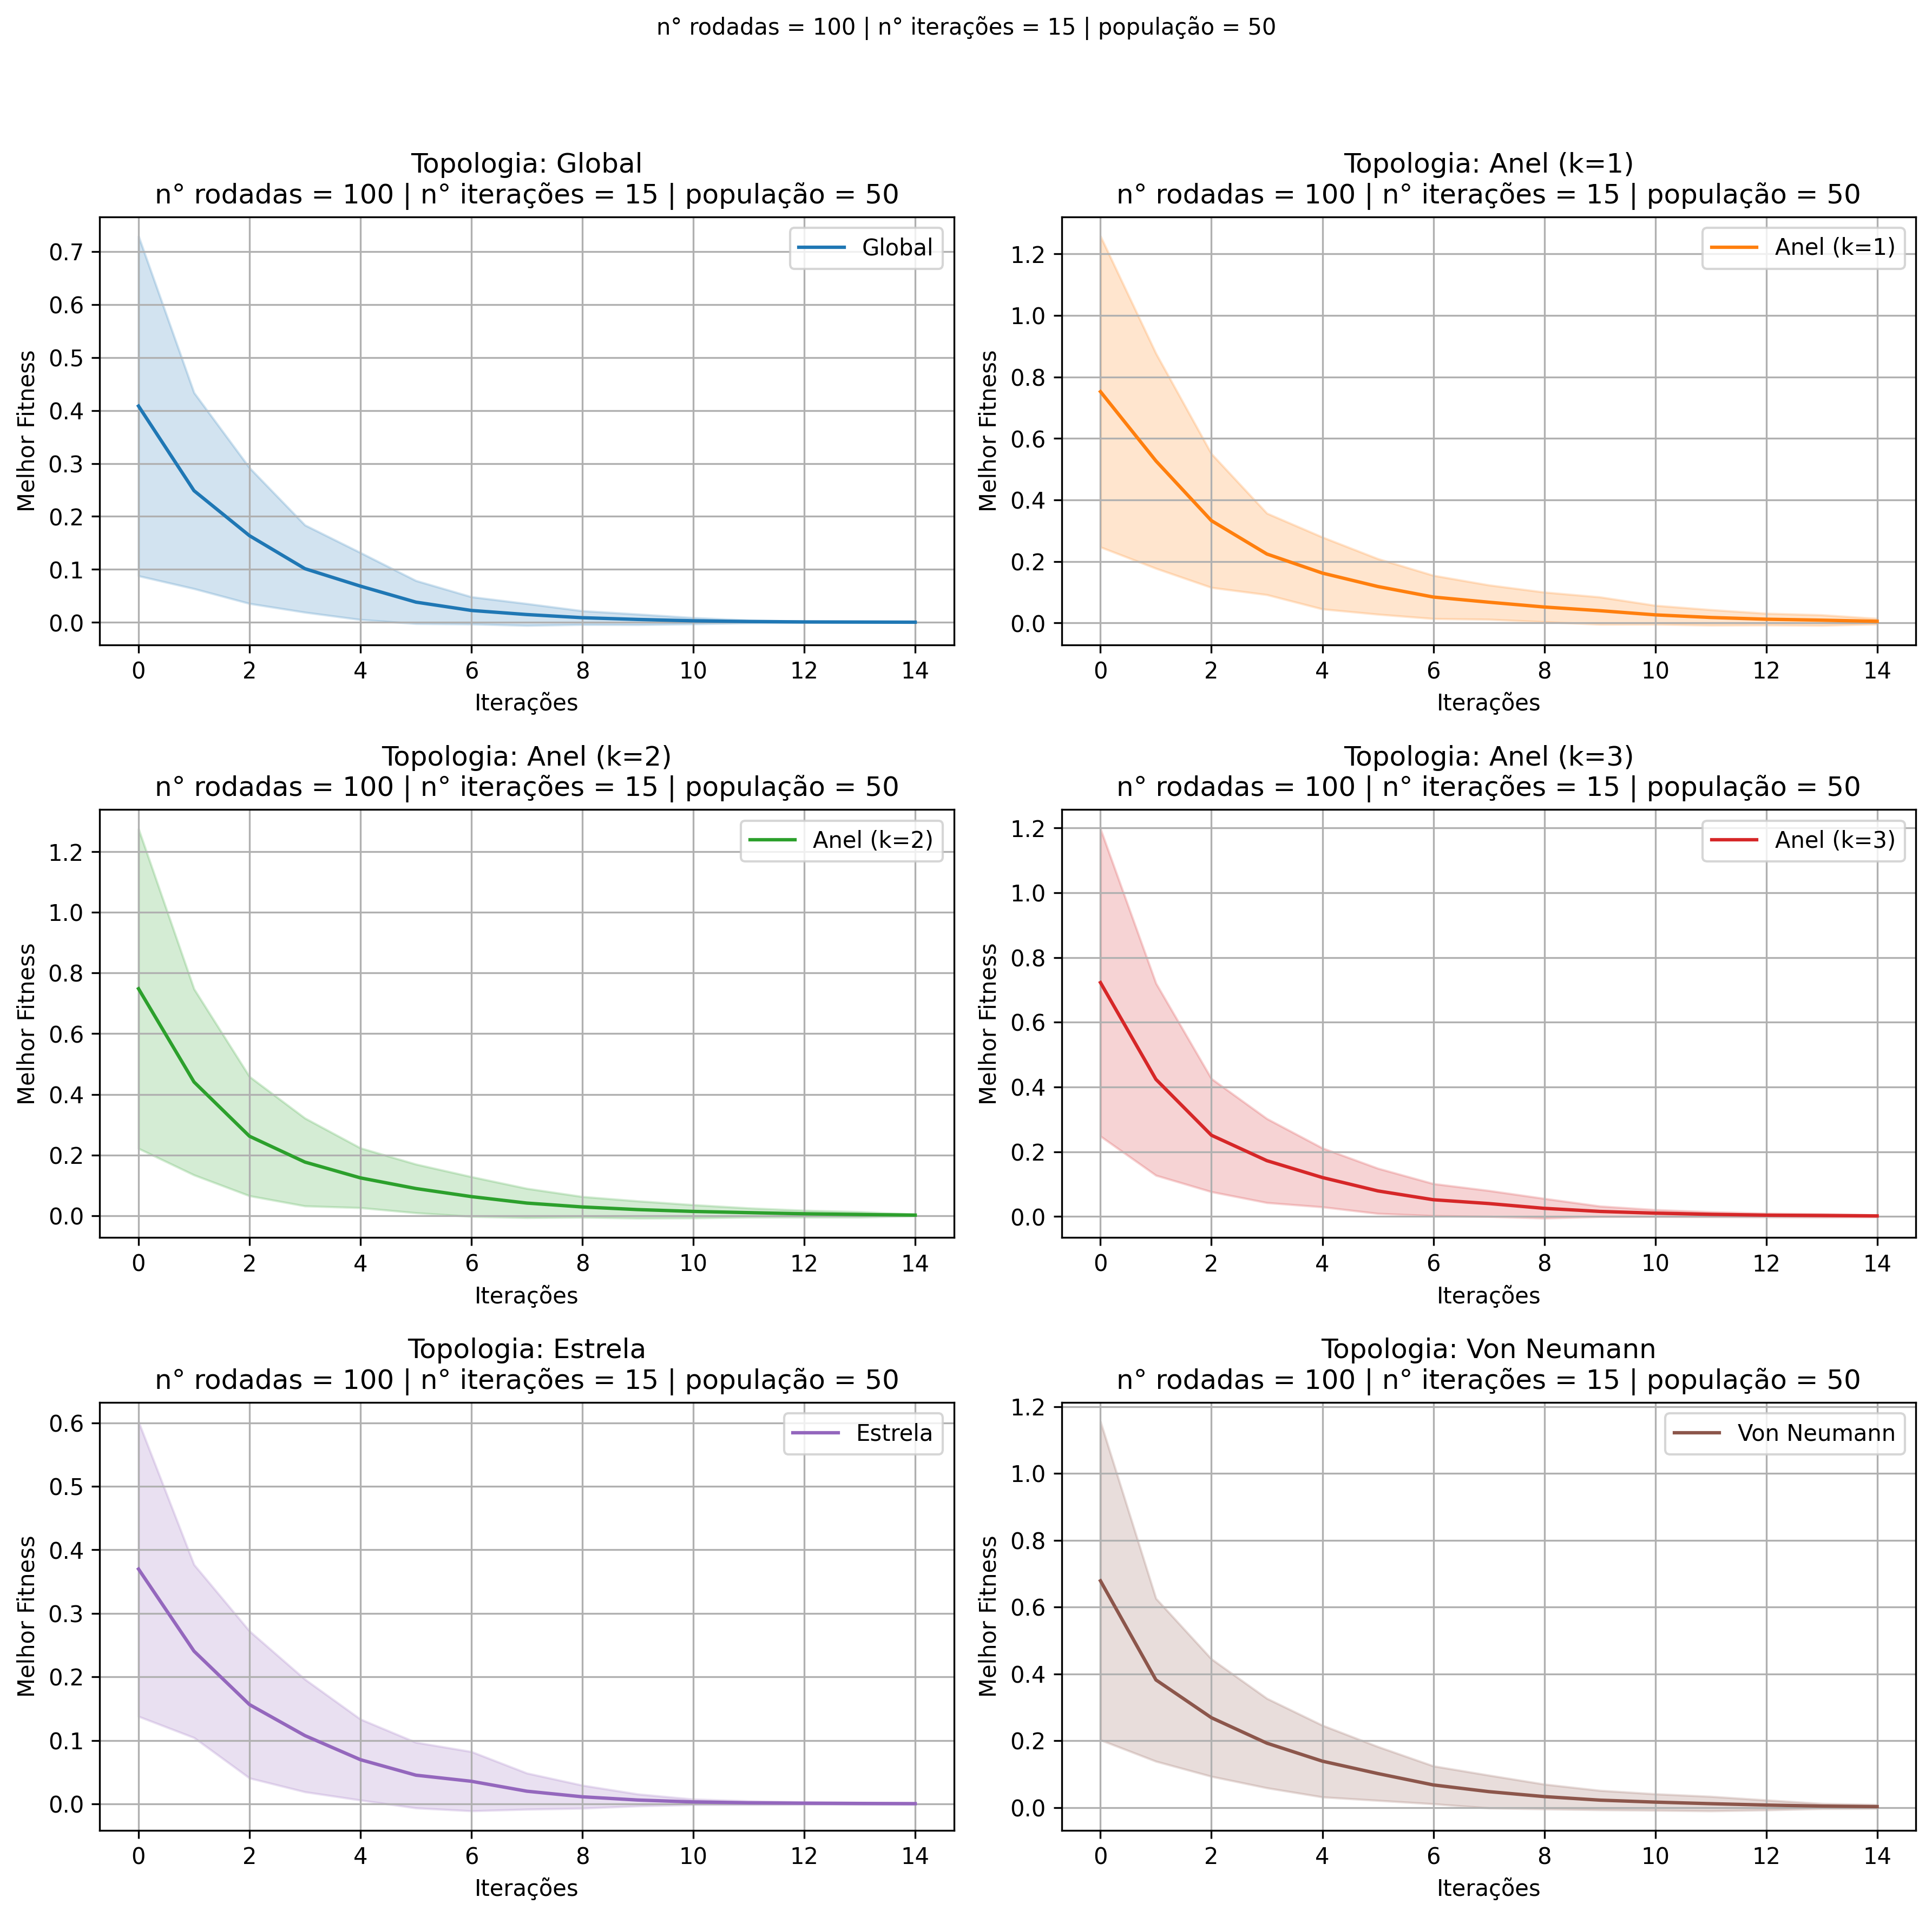 n° rodadas = 100 | n° iterações = 15 | população = 50
Topologia: Global
n° rodadas = 100 | n° iterações = 15 | população = 50
Melhor Fitness
0.7
0.6
0.5
0.4
0.3
0.2
0.1
0.0
Global
0 2 4 6 8 10 12 14
Iterações
Topologia: Anel (k=1)
n° rodadas = 100 | n° iterações = 15 | população = 50
Melhor Fitness
1.2
1.0
0.8
0.6
0.4
0.2
0.0
Anel (k=1)
0 2 4 6 8 10 12 14
Iterações
Topologia: Anel (k=2)
n° rodadas = 100 | n° iterações = 15 | população = 50
Melhor Fitness
1.2
1.0
0.8
0.6
0.4
0.2
0.0
Anel (k=2)
0 2 4 6 8 10 12 14
Iterações
Topologia: Anel (k=3)
n° rodadas = 100 | n° iterações = 15 | população = 50
Melhor Fitness
1.2
1.0
0.8
0.6
0.4
0.2
0.0
Anel (k=3)
0 2 4 6 8 10 12 14
Iterações
Topologia: Estrela
n° rodadas = 100 | n° iterações = 15 | população = 50
Melhor Fitness
0.6
0.5
0.4
0.3
0.2
0.1
0.0
Estrela
0 2 4 6 8 10 12 14
Iterações
Topologia: Von Neumann
n° rodadas = 100 | n° iterações = 15 | população = 50
Melhor Fitness
1.2
1.0
0.8
0.6
0.4
0.2
0.0
Von Neumann
0 2 4 6 8 10 12 14
Iterações